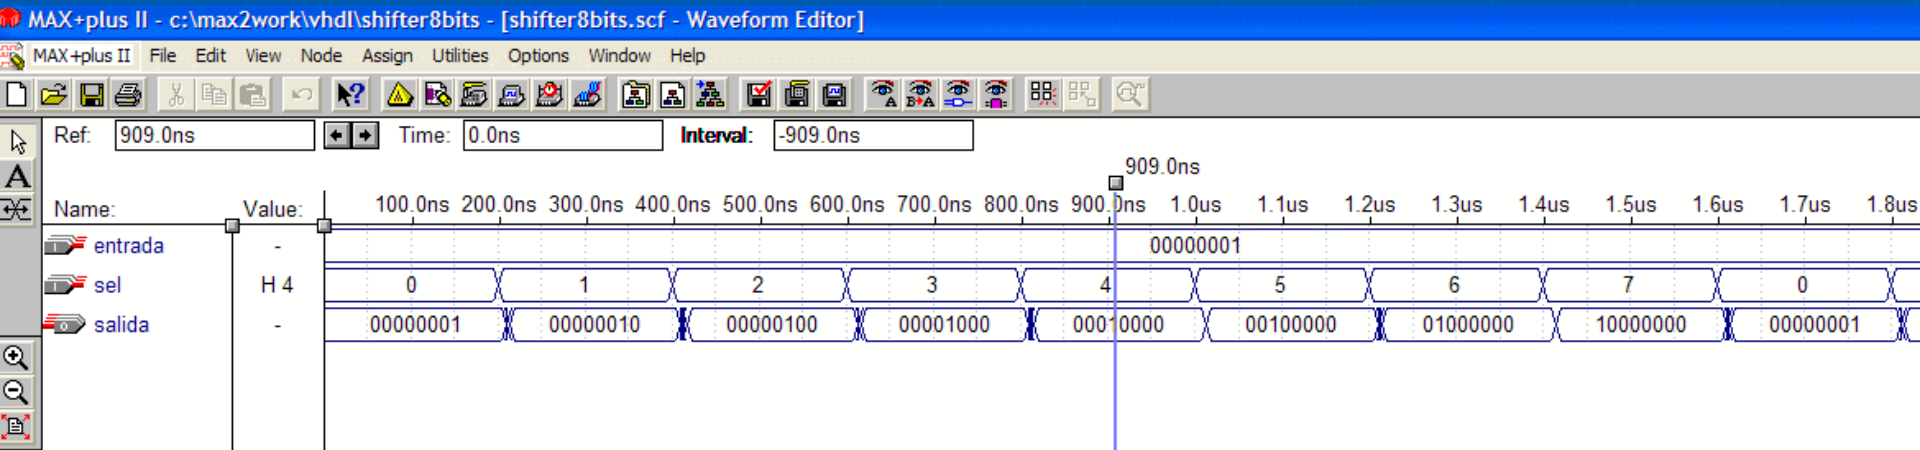 MAX+plus II - c:\max2work\vhdl\shifter8bits - [shifter8bits.scf - Waveform Editor]
MAX+plus II File Edit View Node Assign Utilities Options Window Help
Ref: 909.0ns Time: 0.0ns Interval: -909.0ns
909.0ns
Name: Value: 100.0ns 200.0ns 300.0ns 400.0ns 500.0ns 600.0ns 700.0ns 800.0ns 900.0ns 1.0us 1.1us 1.2us 1.3us 1.4us 1.5us 1.6us 1.7us 1.8us
entrada - 00000001
sel H 4 0 1 2 3 4 5 6 7 0
salida - 00000001 00000010 00000100 00001000 00010000 00100000 01000000 10000000 00000001